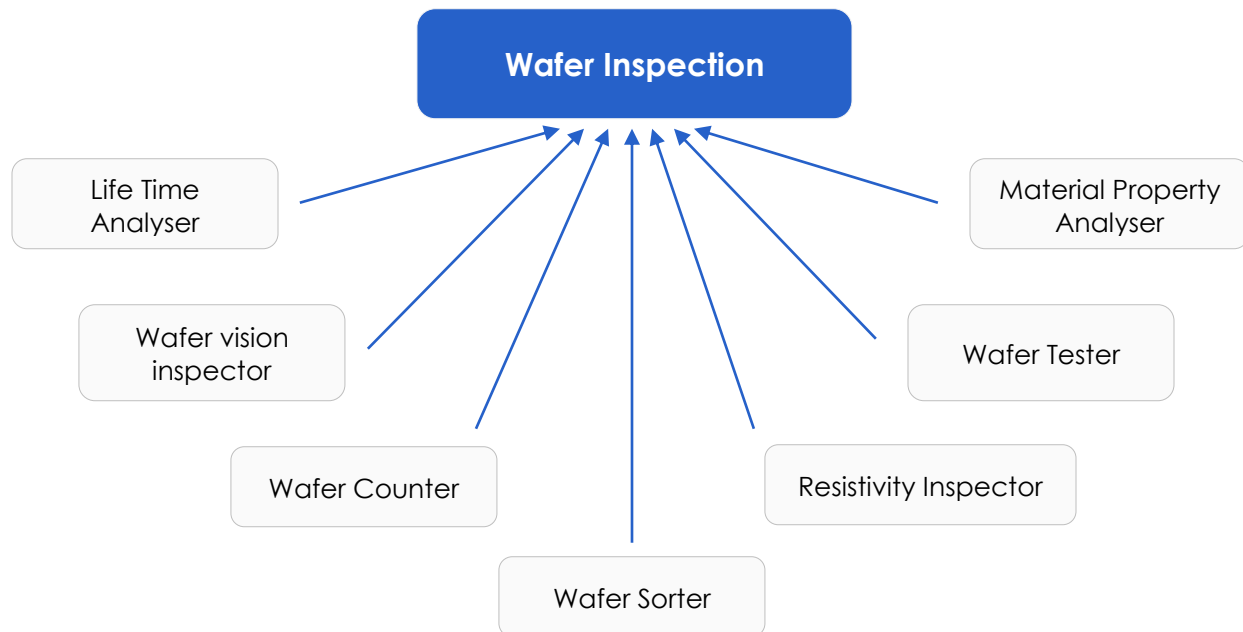 Wafer Inspection
Life Time
Analyser
Material Property
Analyser
Wafer vision
inspector
Wafer Tester
Wafer Counter
Resistivity Inspector
Wafer Sorter